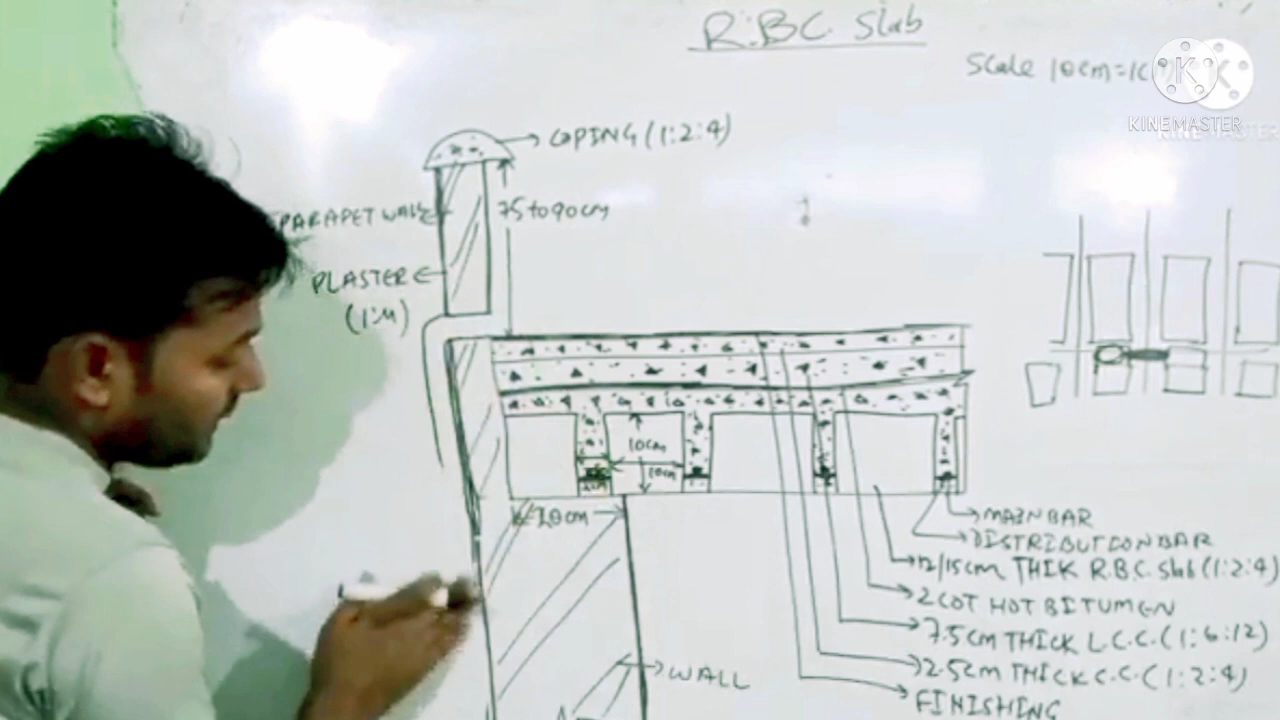 R.B.C. Slab
Scale 10cm=1c
KINEMASTER
KINEMASTER
COPING (1:2:4)
PARAPET WALL
75 to 90cm
PLASTER
(1:4)
10cm
10cm
20cm
MAIN BAR
DISTRIBUTION BAR
12/15cm THIK R.B.C. Slab (1:2:4)
2 COT HOT BITUMEN
7.5cm THICK L.C.C. (1:6:12)
2.5cm THICK C.C. (1:2:4)
FINISHING
WALL